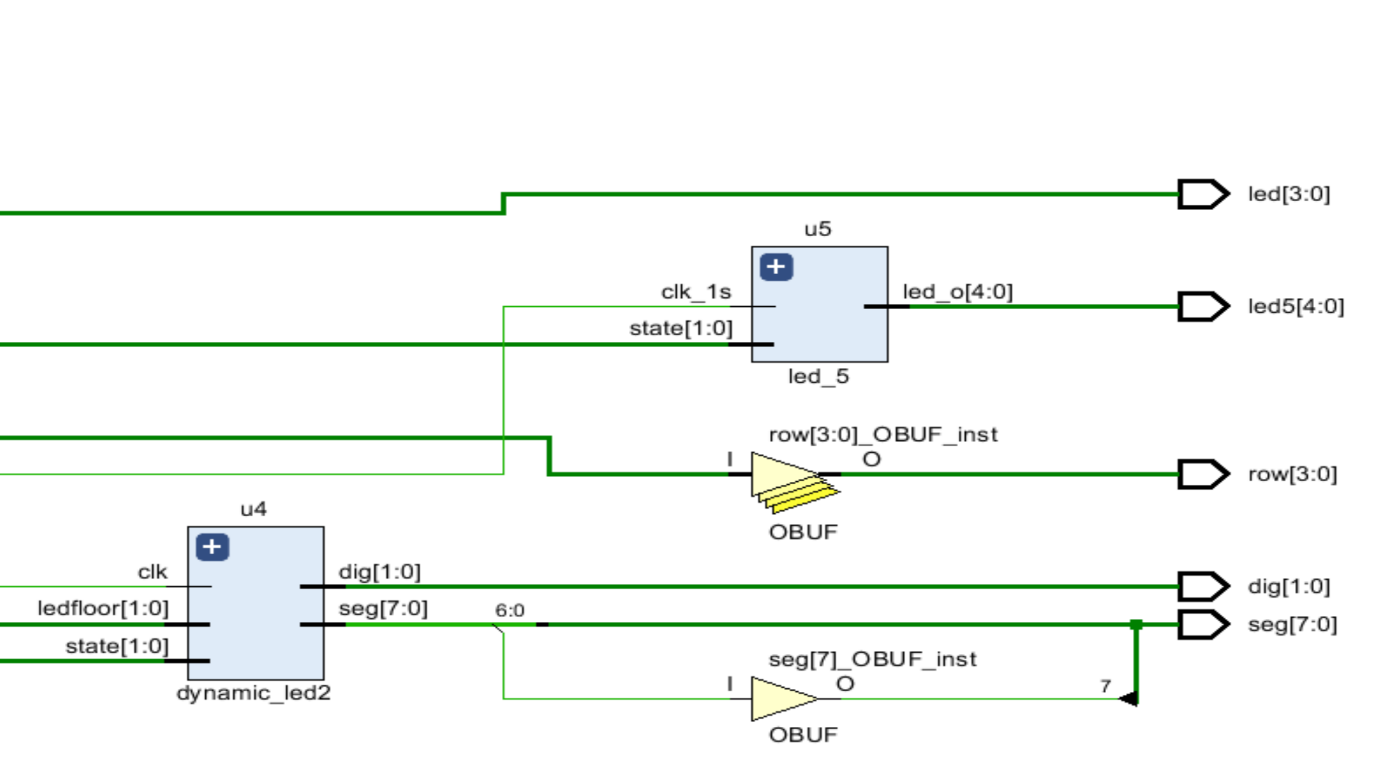 led[3:0]
u5
clk_1s
led_o[4:0]
led5[4:0]
state[1:0]
led_5
row[3:0]_OBUF_inst
I
O
row[3:0]
OBUF
u4
clk
dig[1:0]
dig[1:0]
ledfloor[1:0]
seg[7:0]
6:0
seg[7:0]
state[1:0]
dynamic_led2
seg[7]_OBUF_inst
I
O
7
OBUF